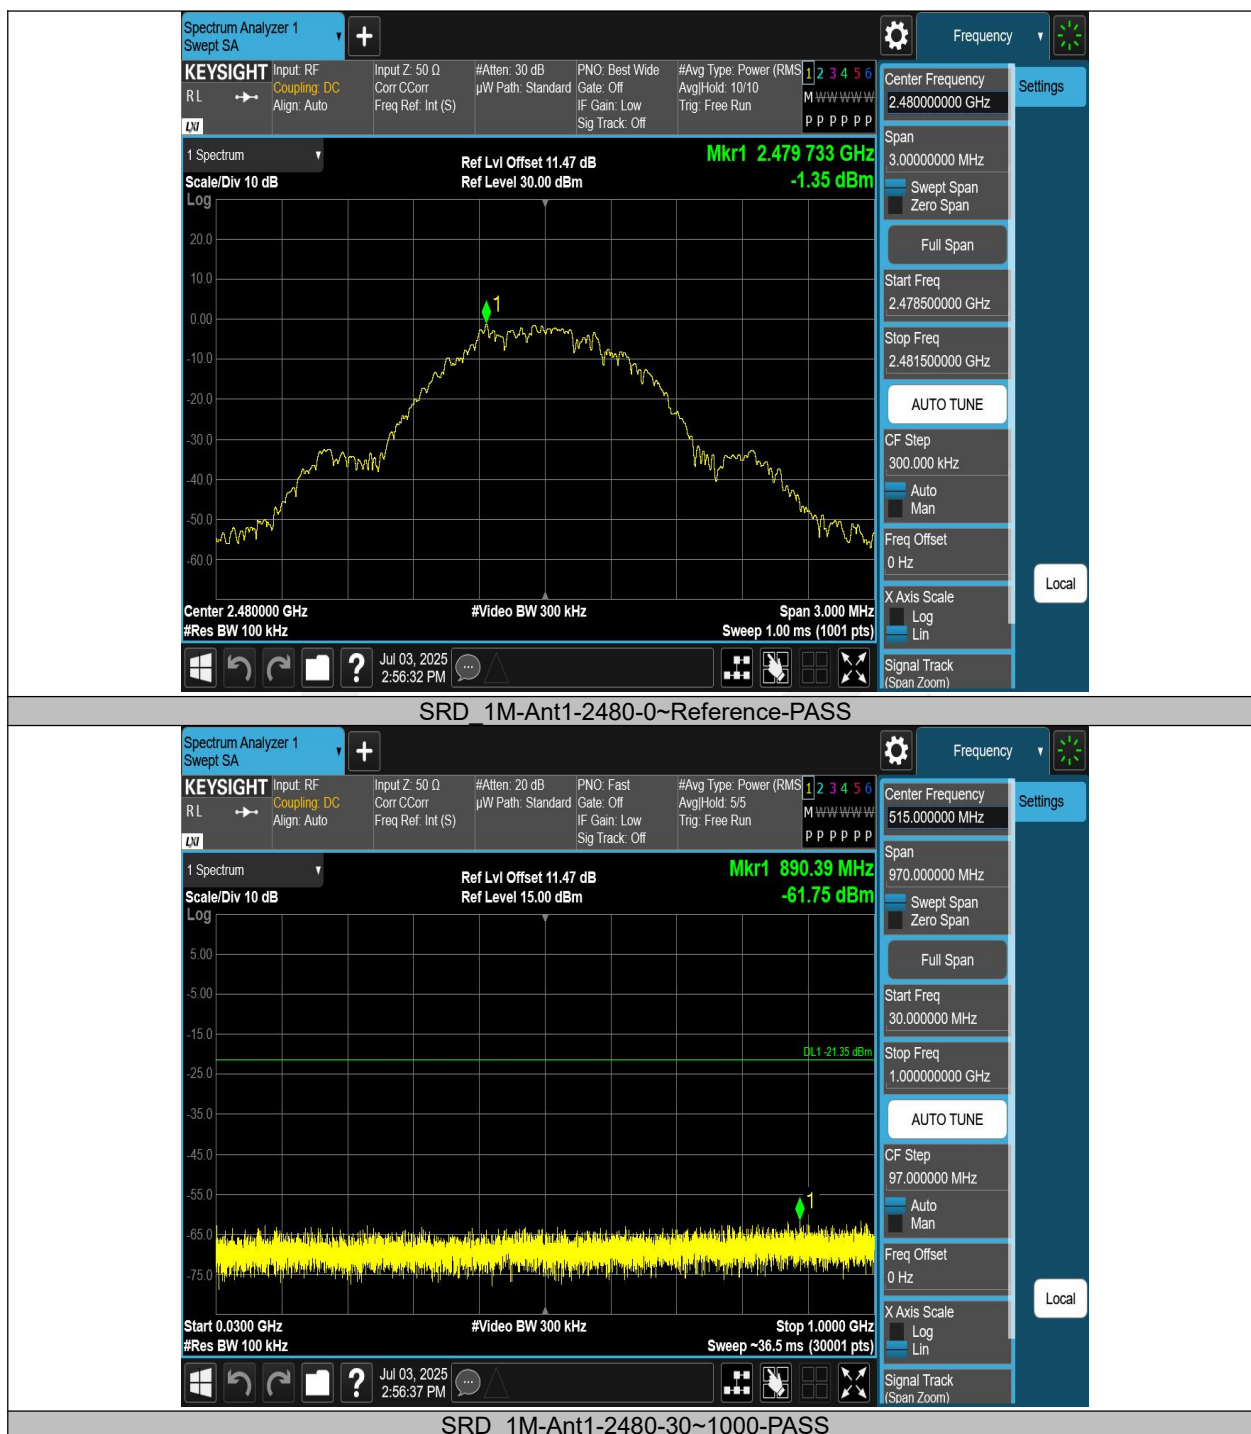 Spectrum Analyzer 1
Swept SA
Frequency
KEYSIGHT
RL
LXI
Input: RF
Coupling: DC
Align: Auto
Input Z: 50 Ω
Corr CCorr
Freq Ref: Int (S)
#Atten: 30 dB
µW Path: Standard
PNO: Best Wide
Gate: Off
IF Gain: Low
Sig Track: Off
#Avg Type: Power (RMS
Avg|Hold: 10/10
Trig: Free Run
1 2 3 4 5 6
M W W W W W
P P P P P P
Center Frequency
2.480000000 GHz
Settings
1 Spectrum
Scale/Div 10 dB
Log
Ref Lvl Offset 11.47 dB
Ref Level 30.00 dBm
Mkr1 2.479 733 GHz
-1.35 dBm
Span
3.00000000 MHz
Swept Span
Zero Span
Full Span
Start Freq
2.478500000 GHz
Stop Freq
2.481500000 GHz
AUTO TUNE
CF Step
300.000 kHz
Auto
Man
Freq Offset
0 Hz
X Axis Scale
Log
Lin
Signal Track
(Span Zoom)
Local
20.0
10.0
0.00
-10.0
-20.0
-30.0
-40.0
-50.0
-60.0
1
Center 2.480000 GHz
#Res BW 100 kHz
#Video BW 300 kHz
Span 3.000 MHz
Sweep 1.00 ms (1001 pts)
?
Jul 03, 2025
2:56:32 PM
SRD_1M-Ant1-2480-0~Reference-PASS
Spectrum Analyzer 1
Swept SA
Frequency
KEYSIGHT
RL
LXI
Input: RF
Coupling: DC
Align: Auto
Input Z: 50 Ω
Corr CCorr
Freq Ref: Int (S)
#Atten: 20 dB
µW Path: Standard
PNO: Fast
Gate: Off
IF Gain: Low
Sig Track: Off
#Avg Type: Power (RMS
Avg|Hold: 5/5
Trig: Free Run
1 2 3 4 5 6
M W W W W W
P P P P P P
Center Frequency
515.000000 MHz
Settings
1 Spectrum
Scale/Div 10 dB
Log
Ref Lvl Offset 11.47 dB
Ref Level 15.00 dBm
Mkr1 890.39 MHz
-61.75 dBm
Span
970.000000 MHz
Swept Span
Zero Span
Full Span
Start Freq
30.000000 MHz
Stop Freq
1.000000000 GHz
AUTO TUNE
CF Step
97.000000 MHz
Auto
Man
Freq Offset
0 Hz
X Axis Scale
Log
Lin
Signal Track
(Span Zoom)
Local
5.00
-5.00
-15.0
-25.0
-35.0
-45.0
-55.0
-65.0
-75.0
DL1 -21.35 dBm
1
Start 0.0300 GHz
#Res BW 100 kHz
#Video BW 300 kHz
Stop 1.0000 GHz
Sweep ~36.5 ms (30001 pts)
?
Jul 03, 2025
2:56:37 PM
SRD_1M-Ant1-2480-30~1000-PASS